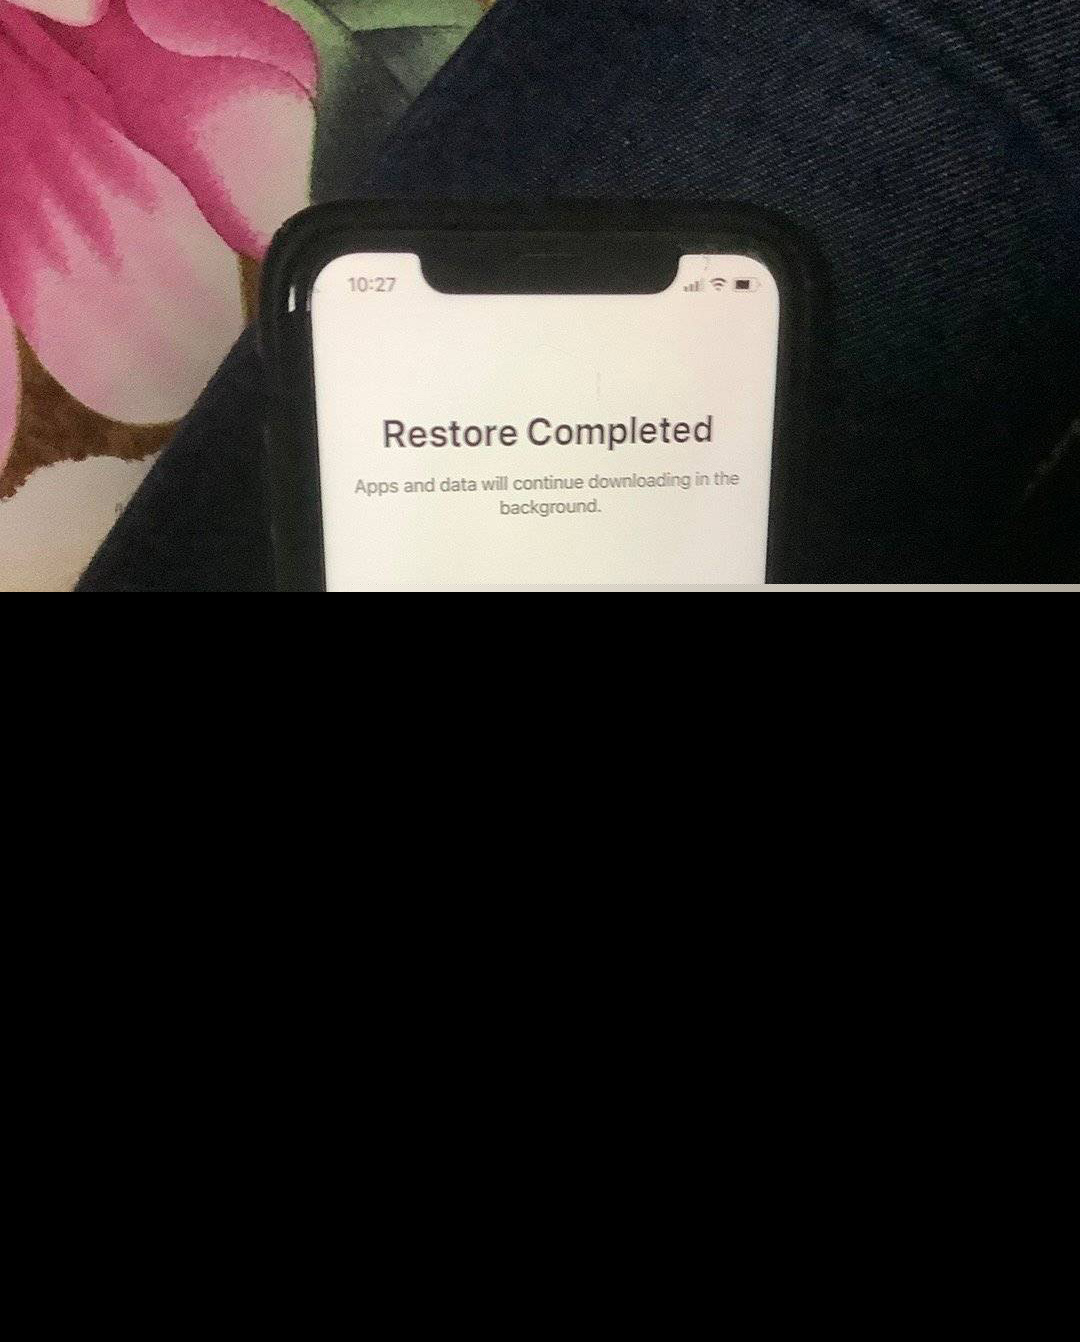 10:27
Restore Completed
Apps and data will continue downloading in the
background.